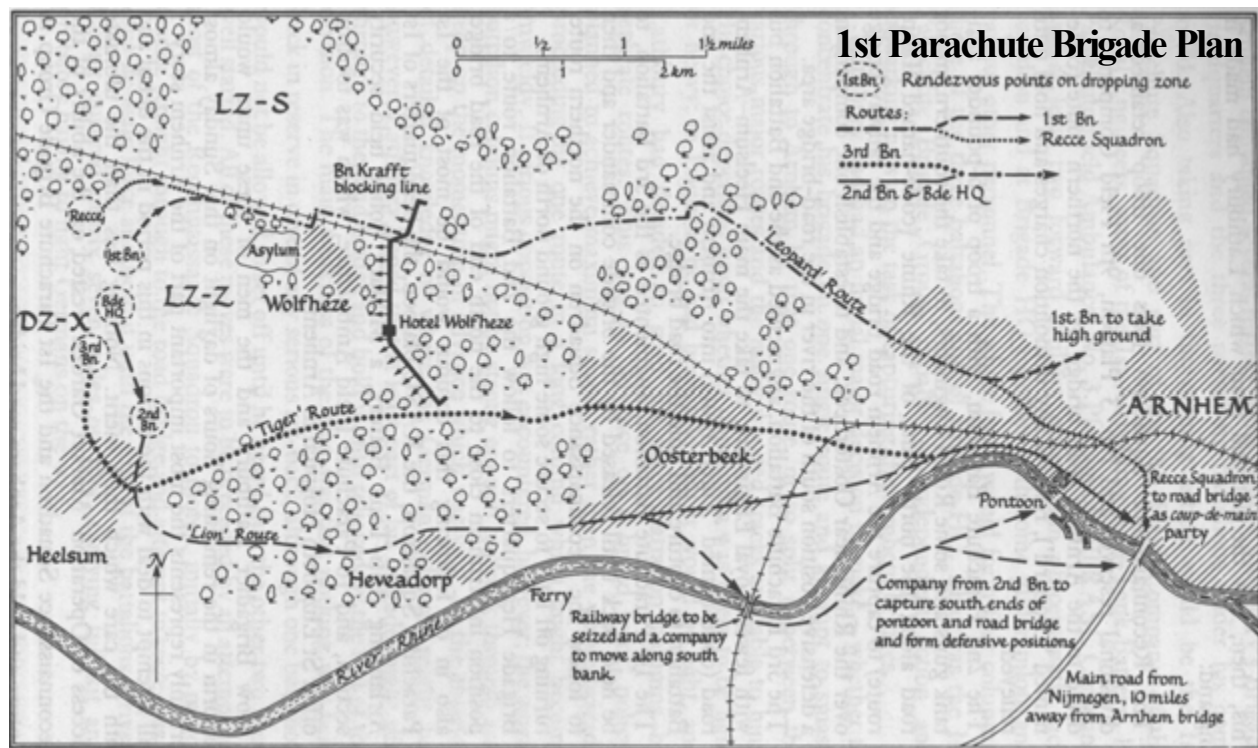 1st Parachute Brigade Plan
0 ½ 1 1½ miles
0 1 2 km
1st Bn
Rendezvous points on dropping zone
Routes:
1st Bn
Recce Squadron
3rd Bn
2nd Bn & Bde HQ
LZ-S
Bn Krafft
blocking line
Recce
1st Bn
Asylum
Wolfheze
LZ-Z
Bde
HQ
DZ-X
3rd
Bn
Hotel Wolfheze
2nd
Bn
'Leopard' Route
1st Bn to take
high ground
ARNHEM
'Tiger' Route
Oosterbeek
Recce Squadron
to road bridge
as coup-de-main
party
Pontoon
'Lion' Route
Heelsum
N
Heveadorp
Ferry
River Rhine
Railway bridge to be
seized and a company
to move along south
bank.
Company from 2nd Bn. to
capture south ends of
pontoon and road bridge
and form defensive positions
Main road from
Nijmegen, 10 miles
away from Arnhem bridge